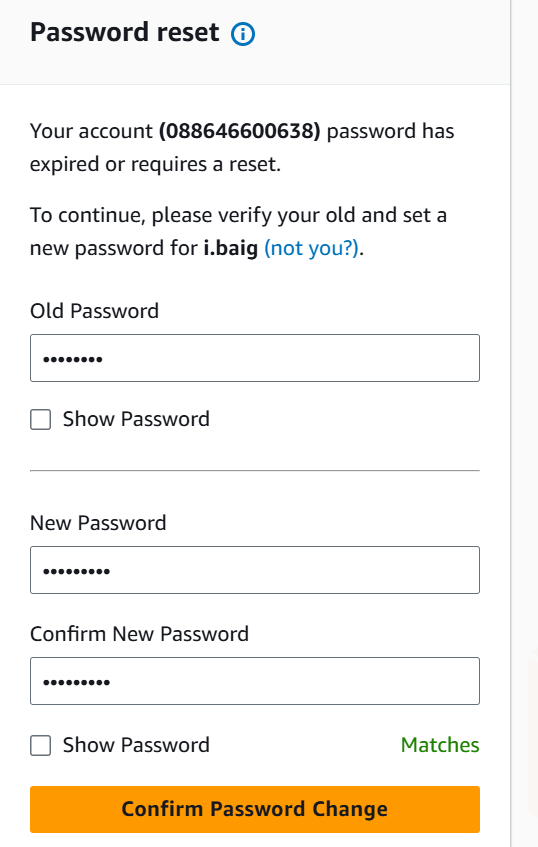 Password reset
Your account (088646600638) password has
expired or requires a reset.
To continue, please verify your old and set a
new password for i.baig (not you?).
Old Password
••••••••
Show Password
New Password
•••••••••
Confirm New Password
•••••••••
Show Password Matches
Confirm Password Change